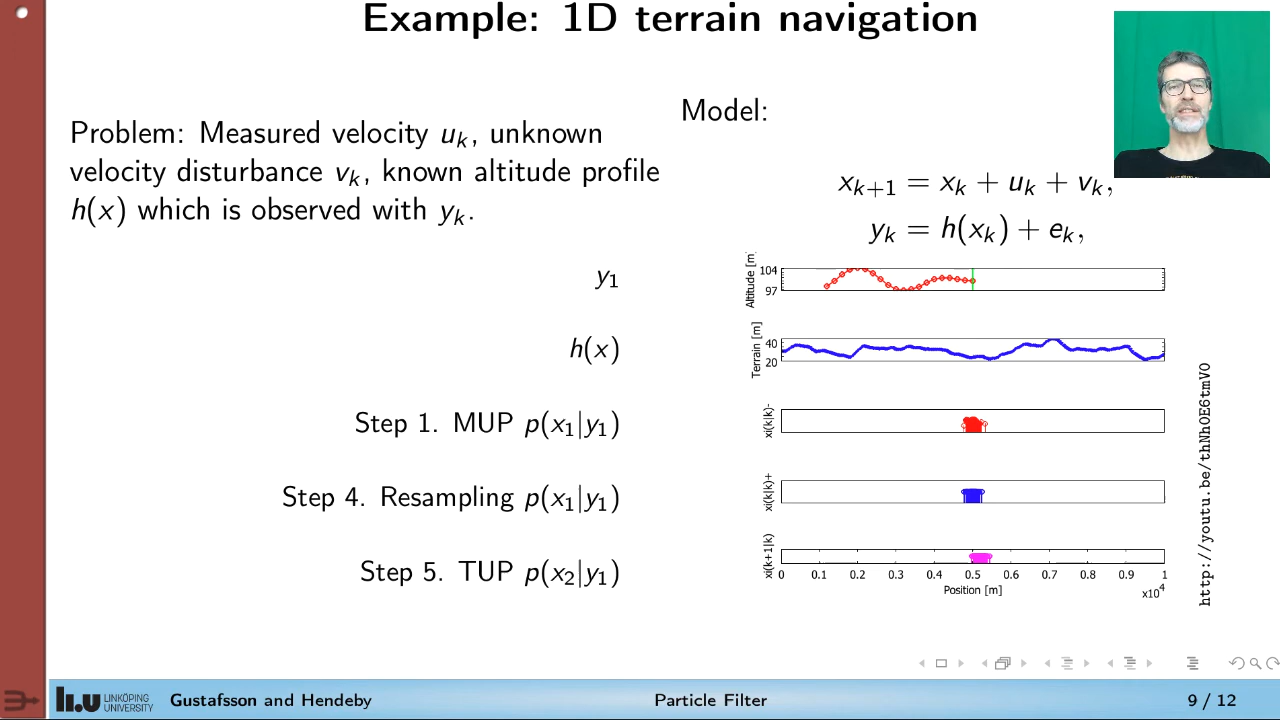 Example: 1D terrain navigation
Problem: Measured velocity u_k, unknown
velocity disturbance v_k, known altitude profile
h(x) which is observed with y_k.
y_1
h(x)
Step 1. MUP p(x_1|y_1)
Step 4. Resampling p(x_1|y_1)
Step 5. TUP p(x_2|y_1)
Model:
x_{k+1} = x_k + u_k + v_k,
y_k = h(x_k) + e_k,
Altitude [m]
104
97
Terrain [m]
40
20
xi(k|k)-
xi(k|k)+
xi(k+1|k)
0 0.1 0.2 0.3 0.4 0.5 0.6 0.7 0.8 0.9 1
Position [m]
x10^4
http://youtu.be/thNhOE6tmV0
li.u LINKÖPING UNIVERSITY
Gustafsson and Hendeby
Particle Filter
9 / 12